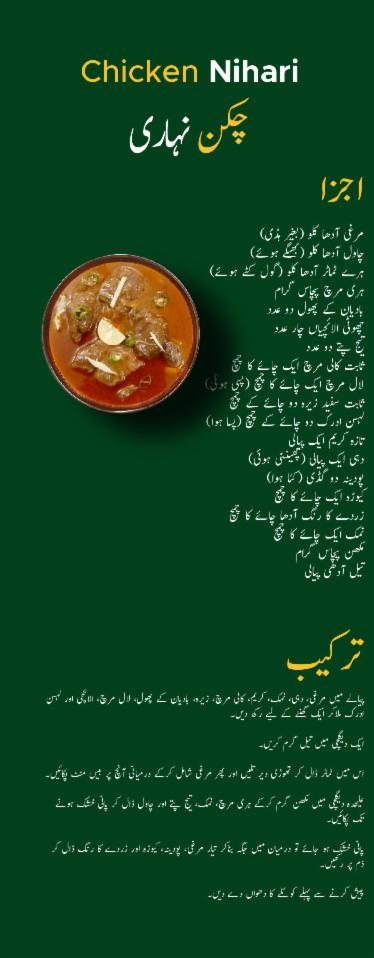 Chicken Nihari
چکن نہاری
اجزا
مرغی آدھا کلو (بغیر ہڈی)
چاول آدھا کلو (بھیگے ہوئے)
ہرے ٹماٹر آدھا کلو (گول کٹے ہوئے)
ہری مرچ پچاس گرام
بادیان کے پھول دو عدد
چھوٹی الائچیاں چار عدد
تیج پتے دو عدد
ثابت کالی مرچ ایک چائے کا چمچ
لال مرچ ایک چائے کا چمچ (پسی ہوئی)
ثابت سفید زیرہ دو چائے کے چمچ
لہسن ادرک دو چائے کے چمچ (پسا ہوا)
تازہ کریم ایک پیالی
دہی ایک پیالی (پھینٹی ہوئی)
پودینہ دو گڈی (کٹا ہوا)
کیوڑہ ایک چائے کا چمچ
زردے کا رنگ آدھا چائے کا چمچ
نمک ایک چائے کا چمچ
مکھن پچاس گرام
تیل آدھی پیالی
ترکیب
پیالے میں مرغی، دہی، نمک، کریم، کالی مرچ، زیرہ، بادیان کے پھول، لال مرچ، الائچی اور لہسن
ادرک ملاکر ایک گھنٹے کے لیے رکھ دیں۔
ایک دیگچی میں تیل گرم کریں۔
اس میں ٹماٹر ڈال کر تھوڑی دیر تلیں اور پھر مرغی شامل کرکے درمیانی آنچ پر بیس منٹ پکائیں۔
علیحدہ دیگچی میں مکھن گرم کرکے ہری مرچ، نمک، تیج پتے اور چاول ڈال کر پانی خشک ہونے
تک پکائیں۔
پانی خشک ہو جائے تو درمیان میں جگہ بناکر تیار مرغی، پودینہ، کیوڑہ اور زردے کا رنگ ڈال کر
دَم پر رکھیں۔
پیش کرنے سے پہلے کوئلے کا دھواں دے دیں۔